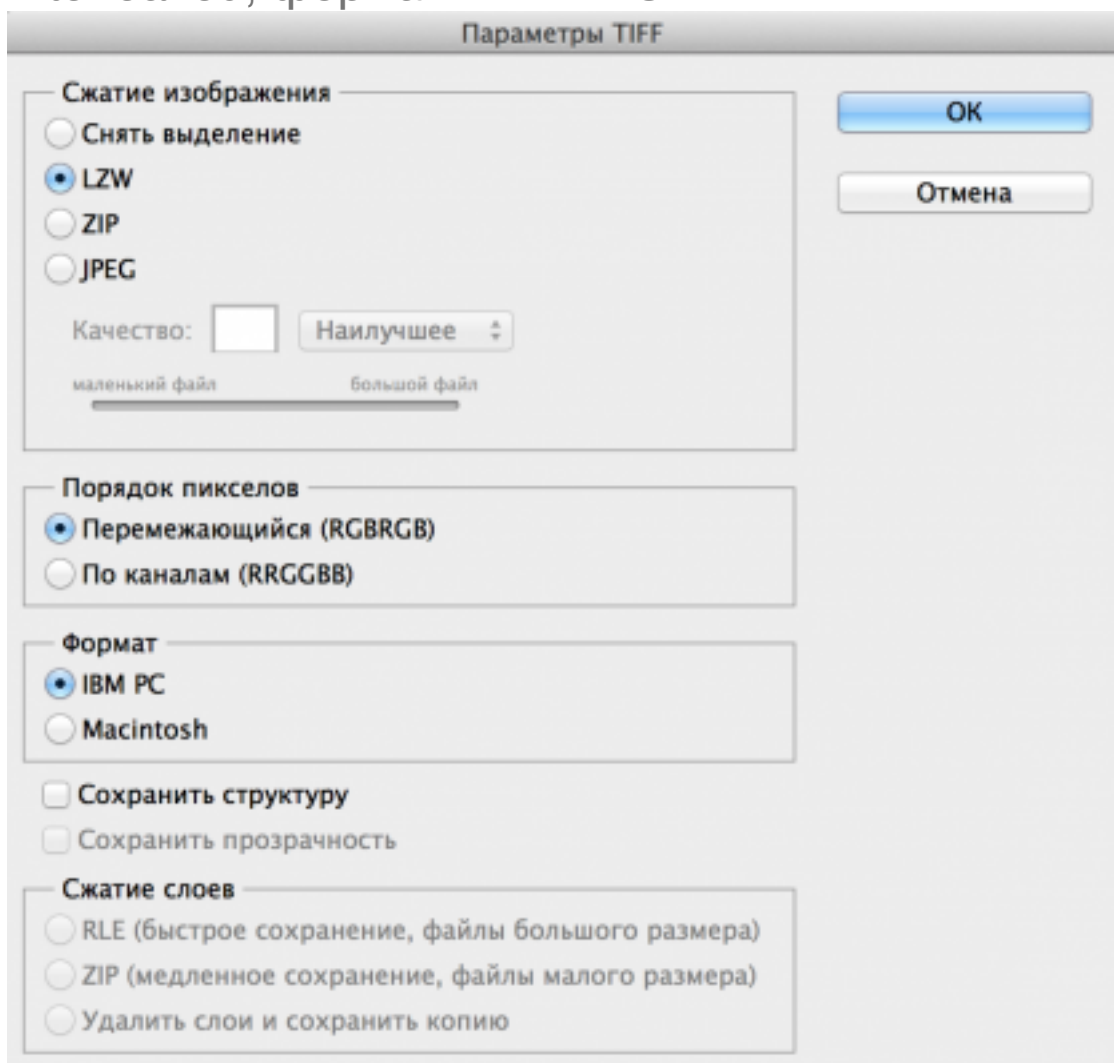 Параметры TIFF
Сжатие изображения
Снять выделение
LZW
ZIP
JPEG
Качество: Наилучшее
маленький файл большой файл
Порядок пикселов
Перемежающийся (RGBRGB)
По каналам (RRGGBB)
Формат
IBM PC
Macintosh
Сохранить структуру
Сохранить прозрачность
Сжатие слоев
RLE (быстрое сохранение, файлы большого размера)
ZIP (медленное сохранение, файлы малого размера)
Удалить слои и сохранить копию
ОК
Отмена